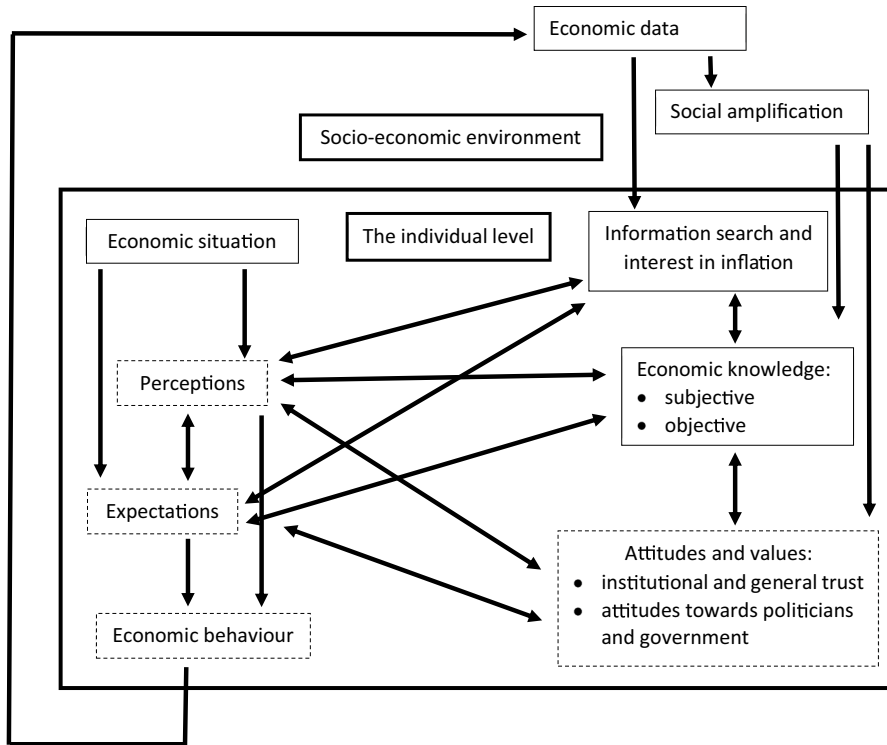 Economic data
Social amplification
Socio-economic environment
Economic situation
The individual level
Information search and
interest in inflation
Perceptions
Economic knowledge:
• subjective
• objective
Expectations
Attitudes and values:
• institutional and general trust
• attitudes towards politicians
and government
Economic behaviour